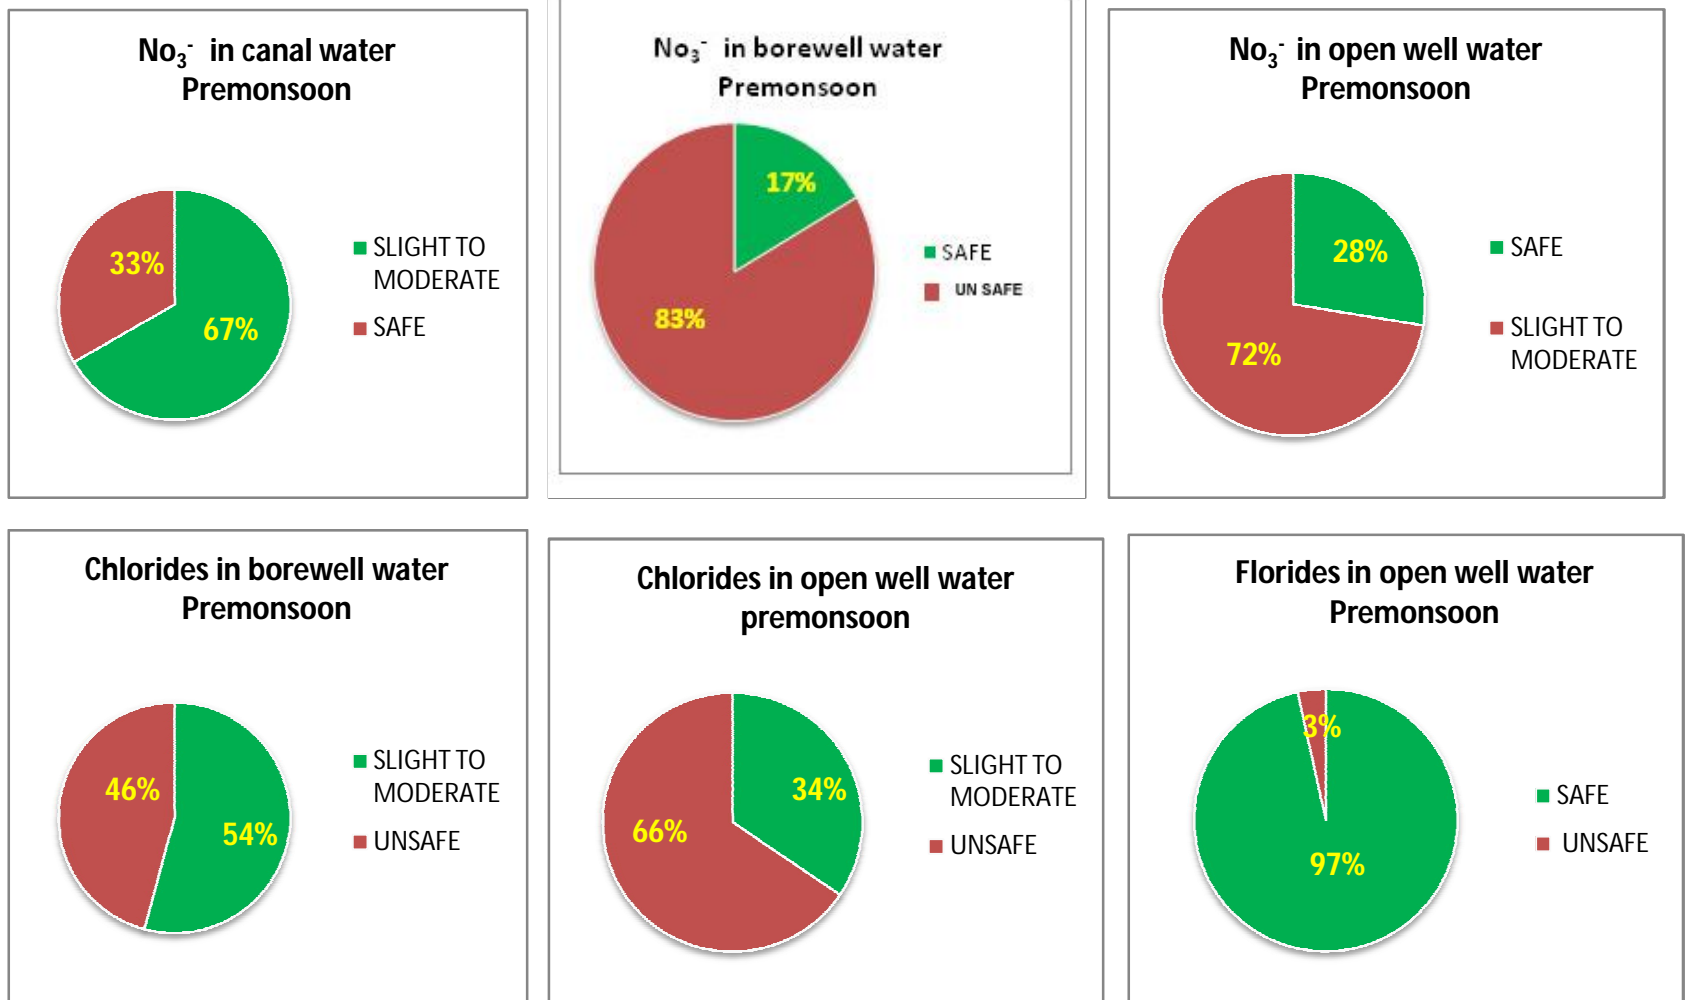 No₃⁻ in canal water
Premonsoon
33%
67%
SLIGHT TO
MODERATE
SAFE
No₃⁻ in borewell water
Premonsoon
17%
83%
SAFE
UN SAFE
No₃⁻ in open well water
Premonsoon
28%
72%
SAFE
SLIGHT TO
MODERATE
Chlorides in borewell water
Premonsoon
46%
54%
SLIGHT TO
MODERATE
UNSAFE
Chlorides in open well water
premonsoon
34%
66%
SLIGHT TO
MODERATE
UNSAFE
Florides in open well water
Premonsoon
3%
97%
SAFE
UNSAFE